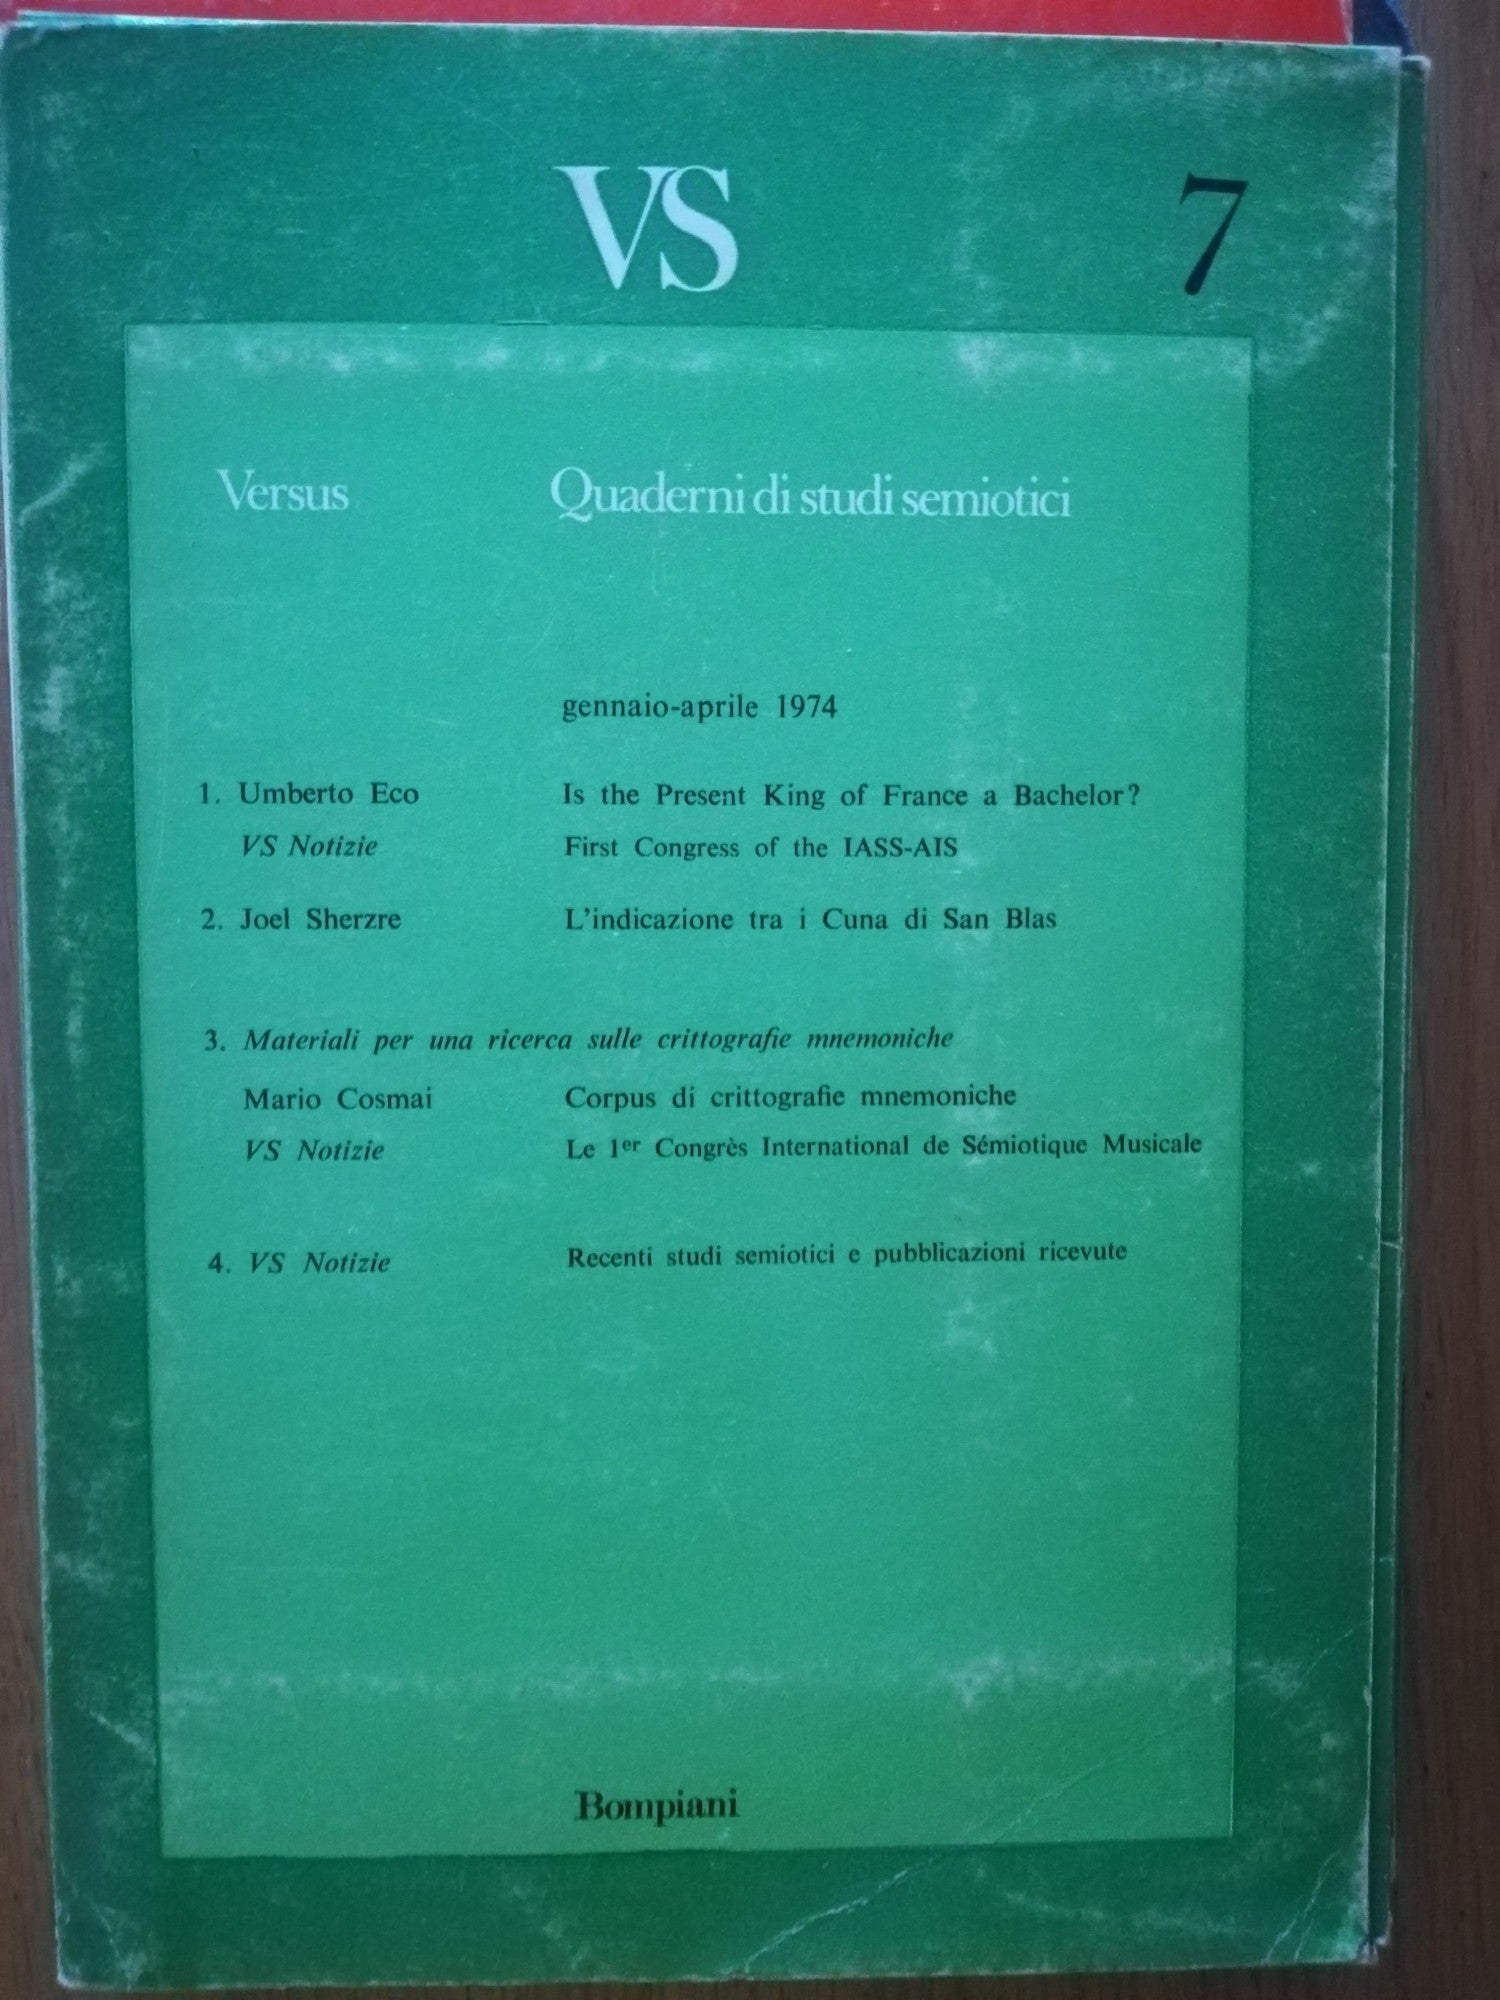 VS 7
Versus Quaderni di studi semiotici
gennaio-aprile 1974
1. Umberto Eco Is the Present King of France a Bachelor?
VS Notizie First Congress of the IASS-AIS
2. Joel Sherzre L'indicazione tra i Cuna di San Blas
3. Materiali per una ricerca sulle crittografie mnemoniche
Mario Cosmai Corpus di crittografie mnemoniche
VS Notizie Le 1er Congrès International de Sémiotique Musicale
4. VS Notizie Recenti studi semiotici e pubblicazioni ricevute
Bompiani